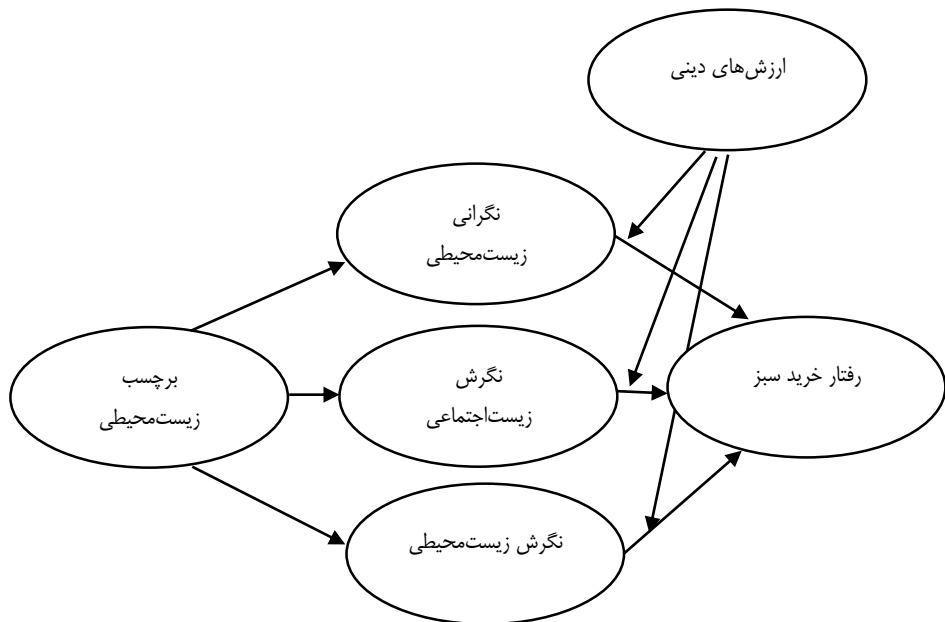 ارزش‌های دینی
نگرانی
زیست‌محیطی
رفتار خرید سبز
نگرش
زیست‌اجتماعی
برچسب
زیست‌محیطی
نگرش زیست‌محیطی